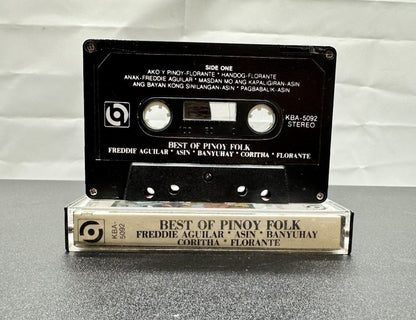 SIDE ONE
AKO Y PINOY-FLORANTE * HANDOG-FLORANTE
ANAK-FREDDIE AGUILAR * MASDAN MO ANG KAPALIGIRAN-ASIN
ANG BAYAN KONG SINILANGAN-ASIN * PAGBABALIK-ASIN
KBA-5092
STEREO
BEST OF PINOY FOLK
FREDDIE AGUILAR * ASIN * BANYUHAY * CORITHA * FLORANTE
KBA-
5092
BEST OF PINOY FOLK
FREDDIE AGUILAR * ASIN * BANYUHAY
CORITHA * FLORANTE